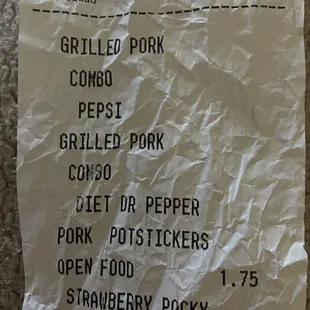 GRILLED PORK
COMBO
PEPSI
GRILLED PORK
COMBO
DIET DR PEPPER
PORK POTSTICKERS
OPEN FOOD 1.75
STRAWBERRY POCKY